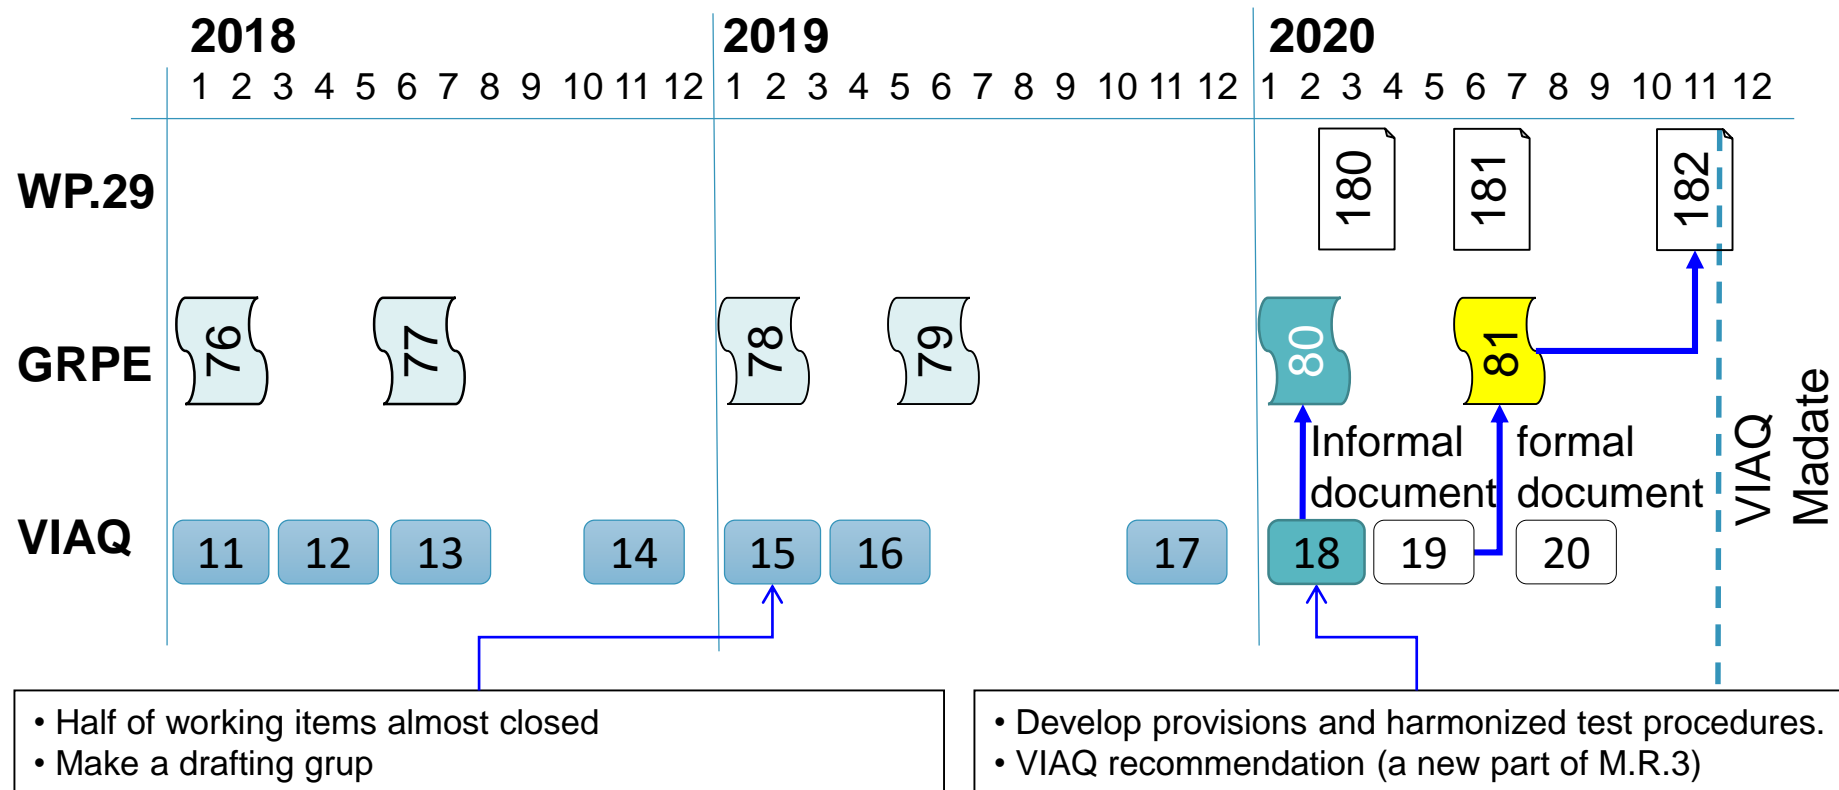 2018 2019 2020
1 2 3 4 5 6 7 8 9 10 11 12 1 2 3 4 5 6 7 8 9 10 11 12 1 2 3 4 5 6 7 8 9 10 11 12
WP.29 180 181 182
GRPE 76 77 78 79 80 81
Informal formal
document document
VIAQ
Madate
VIAQ 11 12 13 14 15 16 17 18 19 20
• Half of working items almost closed
• Make a drafting grup
• Develop provisions and harmonized test procedures.
• VIAQ recommendation (a new part of M.R.3)